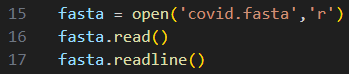 15 fasta = open('covid.fasta','r')
16 fasta.read()
17 fasta.readline()